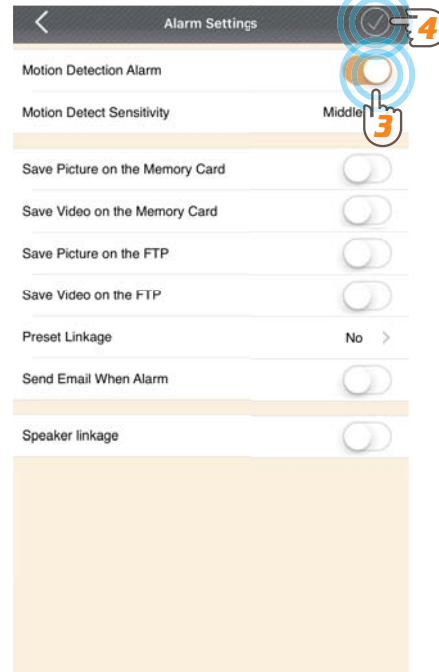 Alarm Settings
4
Motion Detection Alarm
Motion Detect Sensitivity Middle
3
Save Picture on the Memory Card
Save Video on the Memory Card
Save Picture on the FTP
Save Video on the FTP
Preset Linkage No
Send Email When Alarm
Speaker linkage